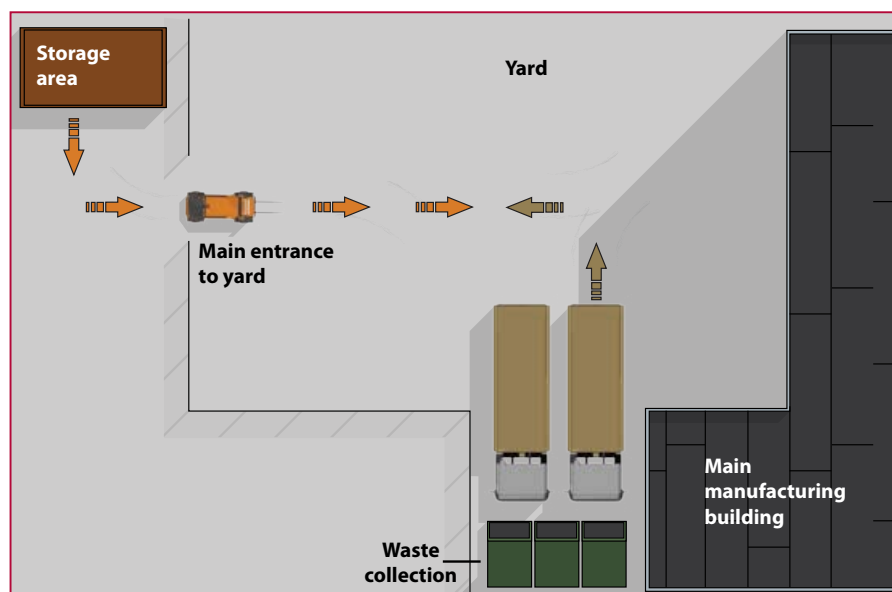 Storage
area
Yard
Main entrance
to yard
Main
manufacturing
building
Waste
collection